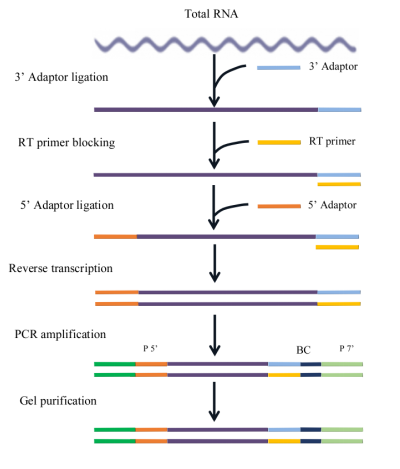 Total RNA
3’ Adaptor ligation
3’ Adaptor
RT primer blocking
RT primer
5’ Adaptor ligation
5’ Adaptor
Reverse transcription
PCR amplification
P 5’
BC
P 7’
Gel purification